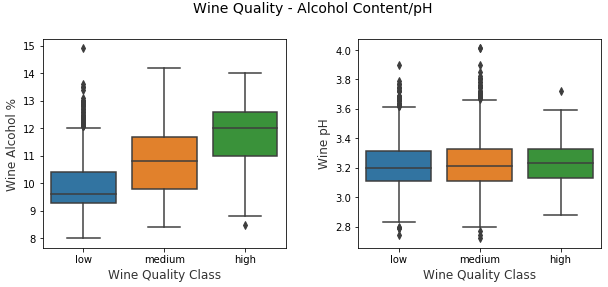 Wine Quality - Alcohol Content/pH
Wine Alcohol %
15
14
13
12
11
10
9
8
low medium high
Wine Quality Class
Wine pH
4.0
3.8
3.6
3.4
3.2
3.0
2.8
low medium high
Wine Quality Class